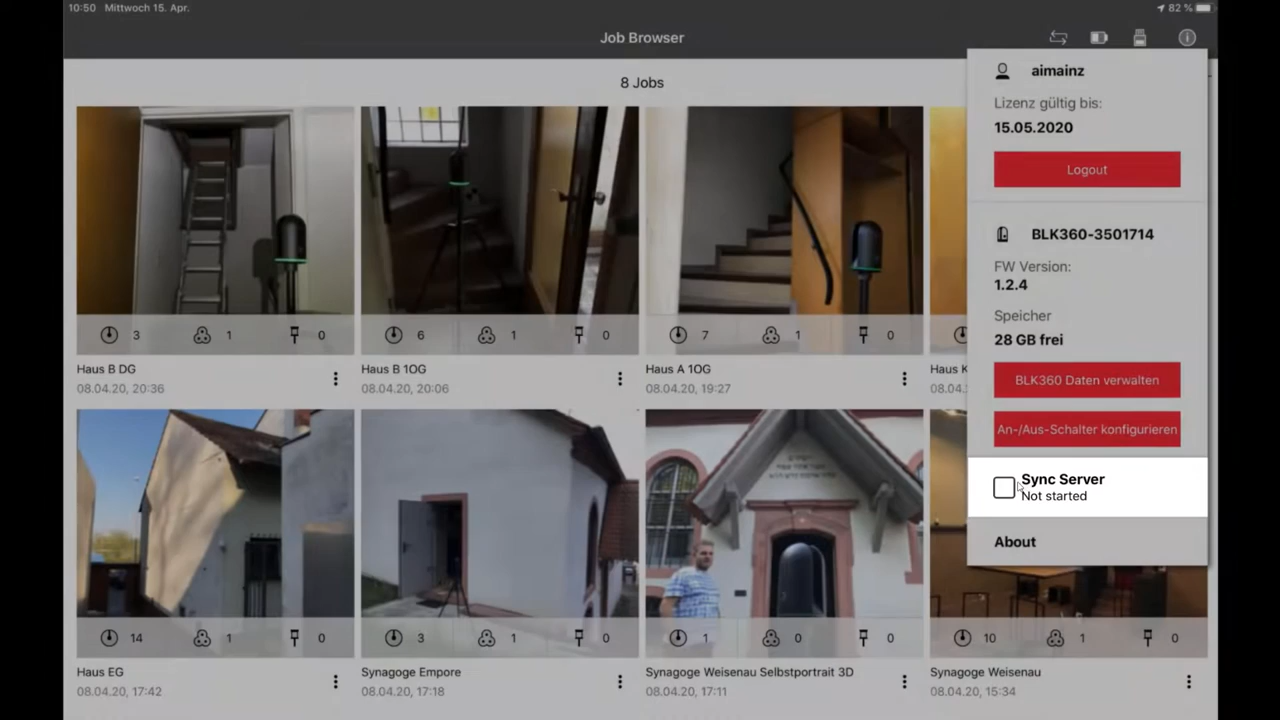 10:50 Mittwoch 15. Apr.
82 %
Job Browser
8 Jobs
aimainz
Lizenz gültig bis:
15.05.2020
Logout
BLK360-3501714
FW Version:
1.2.4
Speicher
28 GB frei
BLK360 Daten verwalten
An-/Aus-Schalter konfigurieren
Sync Server
Not started
About
3 1 0
Haus B DG
08.04.20, 20:36
6 1 0
Haus B 1OG
08.04.20, 20:06
7 1 0
Haus A 1OG
08.04.20, 19:27
Haus K
08.04.
14 1 0
Haus EG
08.04.20, 17:42
3 1 0
Synagoge Empore
08.04.20, 17:18
1 0 0
Synagoge Weisenau Selbstportrait 3D
08.04.20, 17:11
10 1 0
Synagoge Weisenau
08.04.20, 15:34